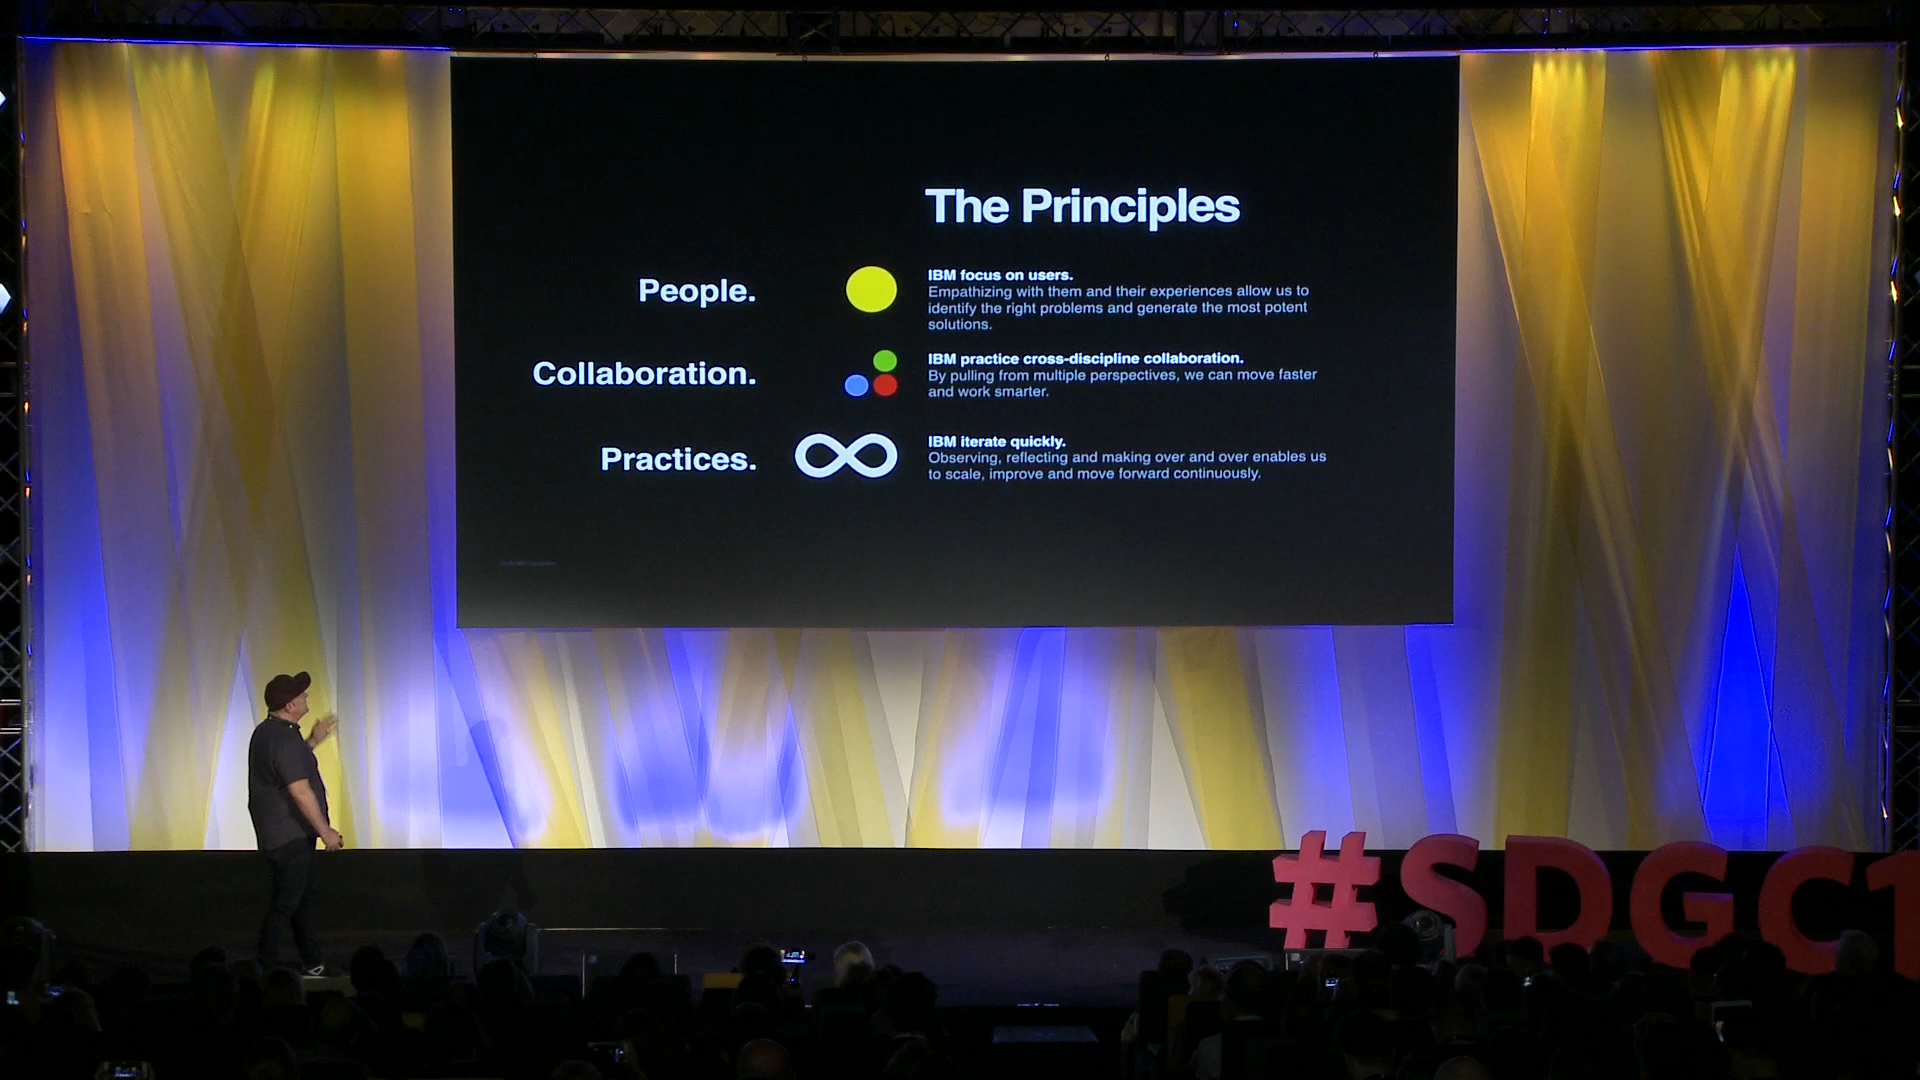 The Principles
People.
IBM focus on users.
Empathizing with them and their experiences allow us to
identify the right problems and generate the most potent
solutions.
Collaboration.
IBM practice cross-discipline collaboration.
By pulling from multiple perspectives, we can move faster
and work smarter.
Practices.
IBM iterate quickly.
Observing, reflecting and making over and over enables us
to scale, improve and move forward continuously.
#SDGC1